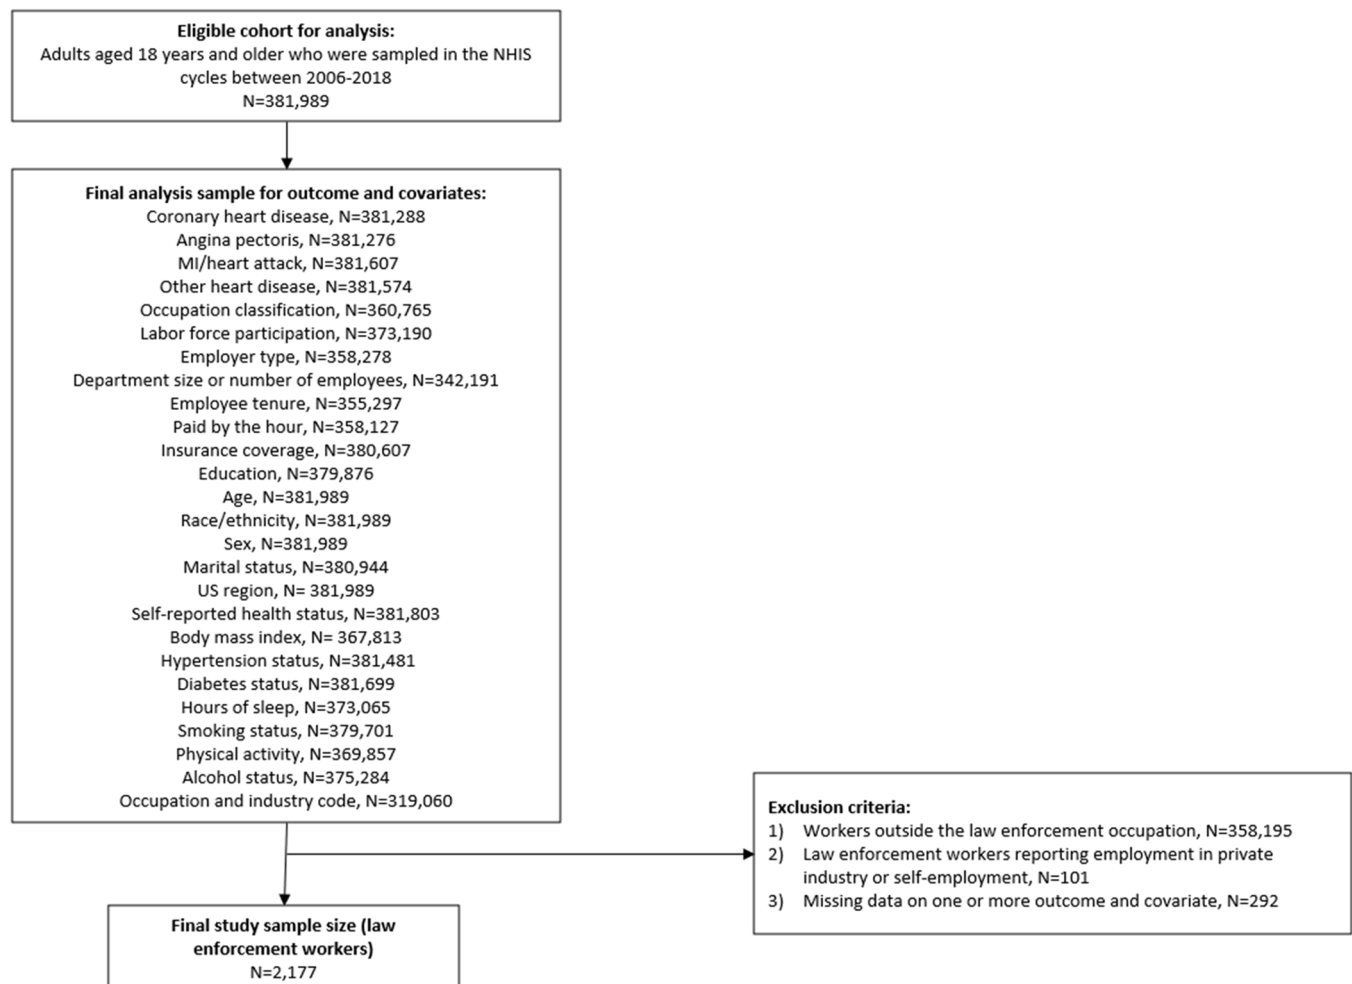 Eligible cohort for analysis:
Adults aged 18 years and older who were sampled in the NHIS
cycles between 2006-2018
N=381,989
Final analysis sample for outcome and covariates:
Coronary heart disease, N=381,288
Angina pectoris, N=381,276
MI/heart attack, N=381,607
Other heart disease, N=381,574
Occupation classification, N=360,765
Labor force participation, N=373,190
Employer type, N=358,278
Department size or number of employees, N=342,191
Employee tenure, N=355,297
Paid by the hour, N=358,127
Insurance coverage, N=380,607
Education, N=379,876
Age, N=381,989
Race/ethnicity, N=381,989
Sex, N=381,989
Marital status, N=380,944
US region, N= 381,989
Self-reported health status, N=381,803
Body mass index, N= 367,813
Hypertension status, N=381,481
Diabetes status, N=381,699
Hours of sleep, N=373,065
Smoking status, N=379,701
Physical activity, N=369,857
Alcohol status, N=375,284
Occupation and industry code, N=319,060
Exclusion criteria:
1) Workers outside the law enforcement occupation, N=358,195
2) Law enforcement workers reporting employment in private
industry or self-employment, N=101
3) Missing data on one or more outcome and covariate, N=292
Final study sample size (law
enforcement workers)
N=2,177